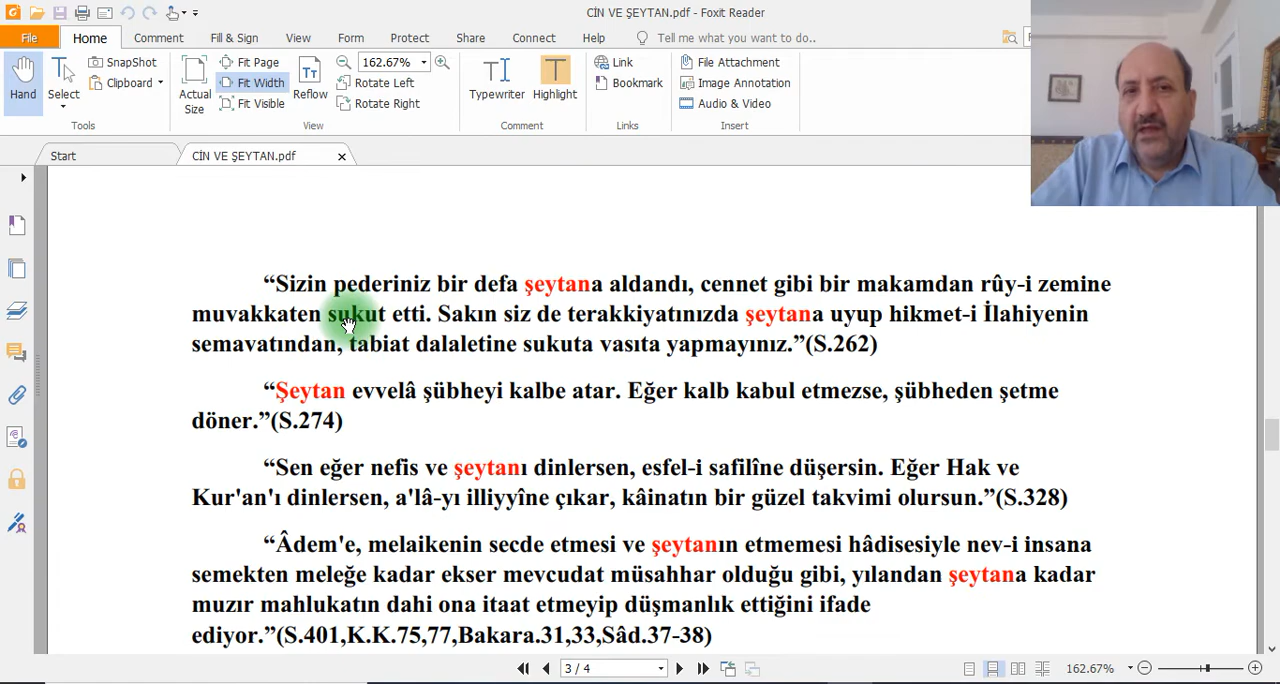 CİN VE ŞEYTAN.pdf - Foxit Reader
File Home Comment Fill & Sign View Form Protect Share Connect Help Tell me what you want to do..
SnapShot Fit Page 162.67% Link File Attachment
Clipboard Fit Width Rotate Left Bookmark Image Annotation
Hand Select Actual Size Fit Visible Reflow Rotate Right Typewriter Highlight Audio & Video
Tools View Comment Links Insert
Start CİN VE ŞEYTAN.pdf
“Sizin pederiniz bir defa şeytana aldandı, cennet gibi bir makamdan rûy-i zemine
muvakkaten sukut etti. Sakın siz de terakkiyatınızda şeytana uyup hikmet-i İlahiyenin
semavatından, tabiat dalaletine sukuta vasıta yapmayınız.”(S.262)
“Şeytan evvelâ şübheyi kalbe atar. Eğer kalb kabul etmezse, şübheden şetme
döner.”(S.274)
“Sen eğer nefis ve şeytanı dinlersen, esfel-i safilîne düşersin. Eğer Hak ve
Kur'an'ı dinlersen, a'lâ-yı illiyyîne çıkar, kâinatın bir güzel takvimi olursun.”(S.328)
“Âdem'e, melaikenin secde etmesi ve şeytanın etmemesi hâdisesiyle nev-i insana
semekten meleğe kadar ekser mevcudat müsahhar olduğu gibi, yılandan şeytana kadar
muzır mahlukatın dahi ona itaat etmeyip düşmanlık ettiğini ifade
ediyor.”(S.401,K.K.75,77,Bakara.31,33,Sâd.37-38)
3 / 4 162.67%